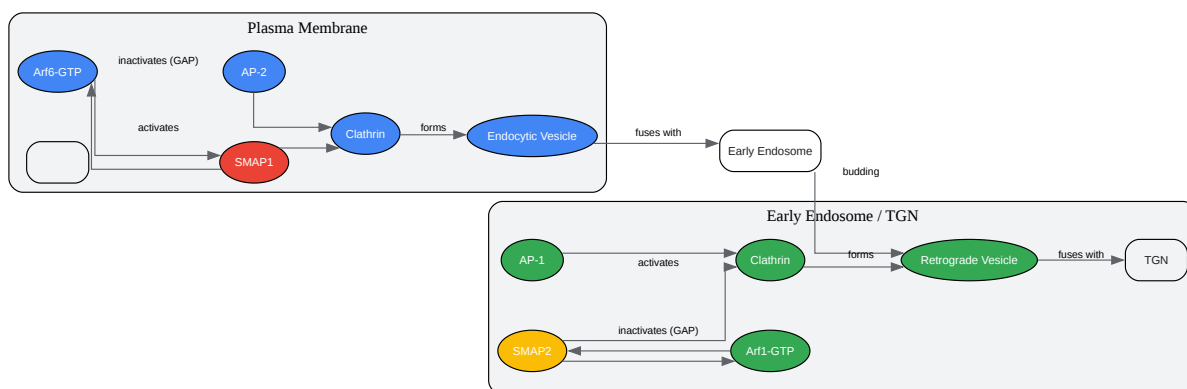 Plasma Membrane
inactivates (GAP)
Arf6-GTP
AP-2
activates
Clathrin
forms
Endocytic Vesicle
fuses with
Early Endosome
SMAP1
budding
Early Endosome / TGN
AP-1
activates
Clathrin
forms
Retrograde Vesicle
fuses with
TGN
inactivates (GAP)
SMAP2
Arf1-GTP